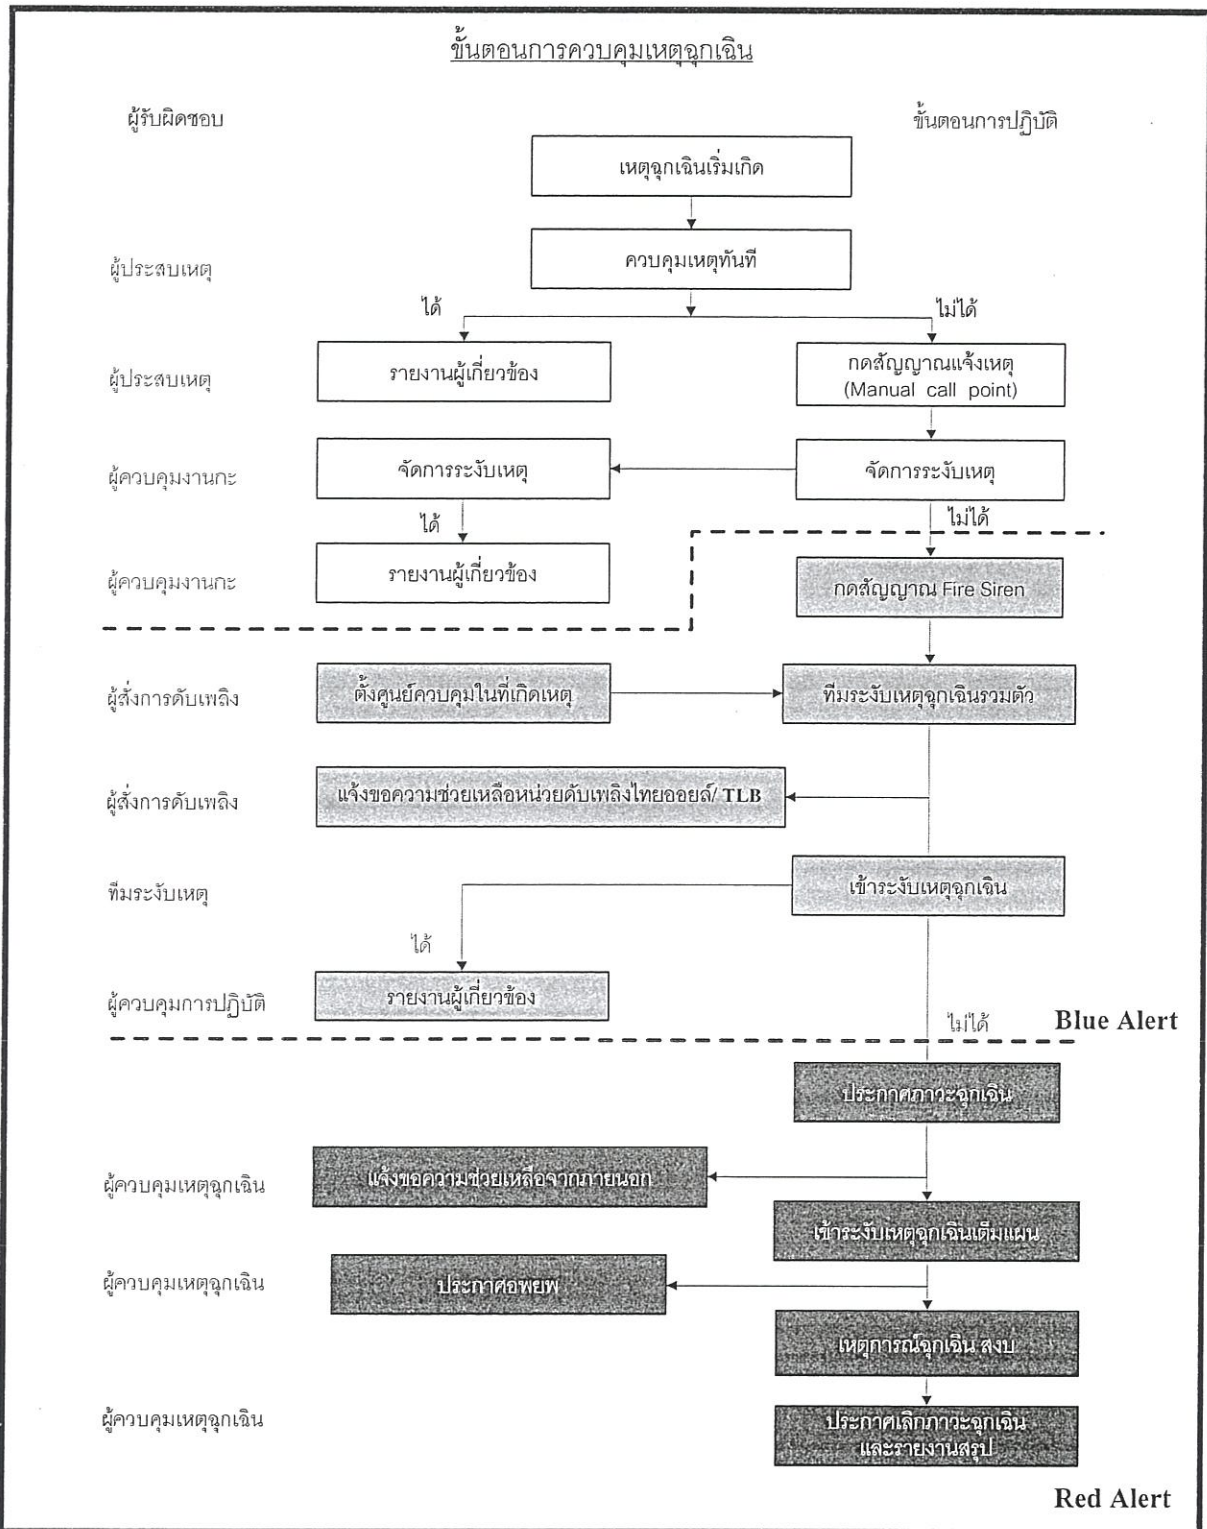 ขั้นตอนการควบคุมเหตุฉุกเฉิน
ผู้รับผิดชอบ
ขั้นตอนการปฏิบัติ
เหตุฉุกเฉินเริ่มเกิด
ควบคุมเหตุทันที
ผู้ประสบเหตุ
ได้
ไม่ได้
ผู้ประสบเหตุ
รายงานผู้เกี่ยวข้อง
กดสัญญาณแจ้งเหตุ
(Manual call point)
ผู้ควบคุมงานกะ
จัดการระงับเหตุ
จัดการระงับเหตุ
ได้
ไม่ได้
ผู้ควบคุมงานกะ
รายงานผู้เกี่ยวข้อง
กดสัญญาณ Fire Siren
ผู้สั่งการดับเพลิง
ตั้งศูนย์ควบคุมในที่เกิดเหตุ
ทีมระงับเหตุฉุกเฉินรวมตัว
ผู้สั่งการดับเพลิง
แจ้งขอความช่วยเหลือหน่วยดับเพลิงไทยออยล์/ TLB
ทีมระงับเหตุ
เข้าระงับเหตุฉุกเฉิน
ได้
ผู้ควบคุมการปฏิบัติ
รายงานผู้เกี่ยวข้อง
ไม่ได้
Blue Alert
ประกาศภาวะฉุกเฉิน
ผู้ควบคุมเหตุฉุกเฉิน
แจ้งขอความช่วยเหลือจากภายนอก
เข้าระงับเหตุฉุกเฉินเต็มแผน
ผู้ควบคุมเหตุฉุกเฉิน
ประกาศอพยพ
เหตุการณ์ฉุกเฉิน สงบ
ผู้ควบคุมเหตุฉุกเฉิน
ประกาศเลิกภาวะฉุกเฉิน
และรายงานสรุป
Red Alert